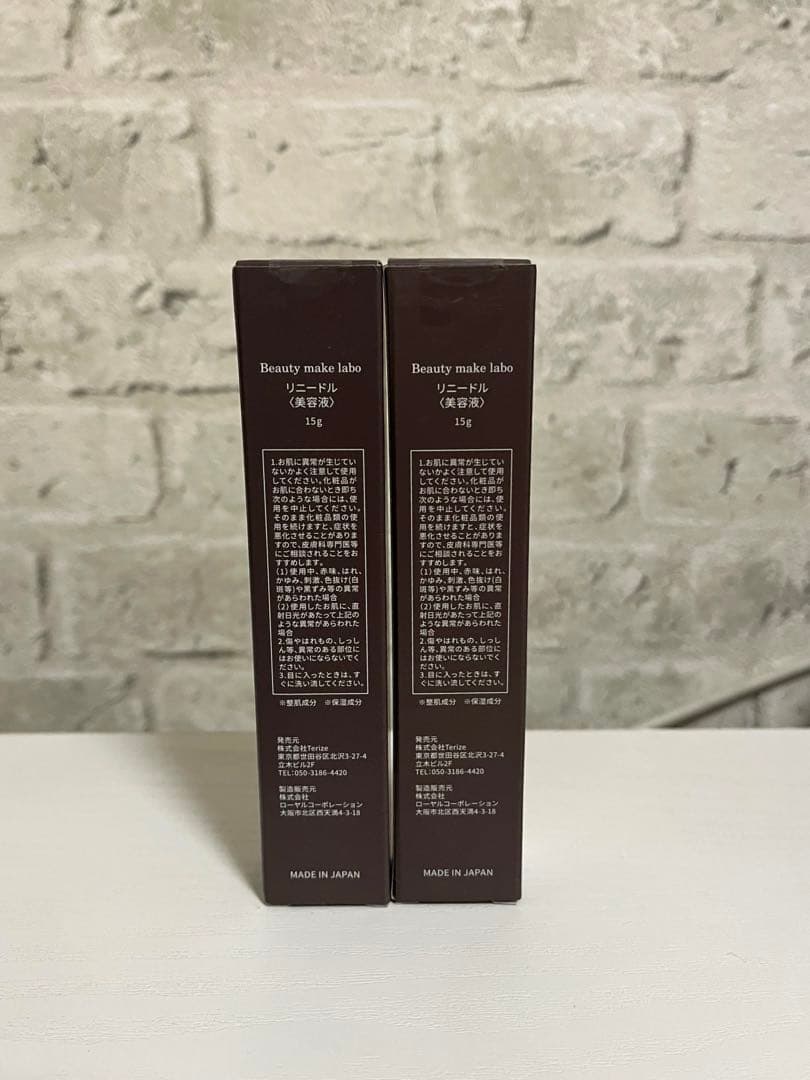 Beauty make labo
リニードル
〈美容液〉
15g
1.お肌に異常が生じてい
ないかよく注意して使用
してください。化粧品が
お肌に合わないとき即ち
次のような場合には、使
用を中止してください。
そのまま化粧品類の使
用を続けますと、症状を
悪化させることがありま
すので、皮膚科専門医等
にご相談されることをお
すすめします。
(1)使用中、赤味、はれ、
かゆみ、刺激、色抜け(白
斑等)や黒ずみ等の異常
があらわれた場合
(2)使用したお肌に、直
射日光があたって上記の
ような異常があらわれた
場合
2.傷やはれもの、しっし
ん等、異常のある部位に
はお使いにならないでく
ださい。
3.目に入ったときは、す
ぐに洗い流してください。
※整肌成分 ※保湿成分
発売元
株式会社Terize
東京都世田谷区北沢3-27-4
立木ビル2F
TEL:050-3186-4420
製造販売元
株式会社
ローヤルコーポレーション
大阪市北区西天満4-3-18
MADE IN JAPAN
Beauty make labo
リニードル
〈美容液〉
15g
1.お肌に異常が生じてい
ないかよく注意して使用
してください。化粧品が
お肌に合わないとき即ち
次のような場合には、使
用を中止してください。
そのまま化粧品類の使
用を続けますと、症状を
悪化させることがありま
すので、皮膚科専門医等
にご相談されることをお
すすめします。
(1)使用中、赤味、はれ、
かゆみ、刺激、色抜け(白
斑等)や黒ずみ等の異常
があらわれた場合
(2)使用したお肌に、直
射日光があたって上記の
ような異常があらわれた
場合
2.傷やはれもの、しっし
ん等、異常のある部位に
はお使いにならないでく
ださい。
3.目に入ったときは、す
ぐに洗い流してください。
※整肌成分 ※保湿成分
発売元
株式会社Terize
東京都世田谷区北沢3-27-4
立木ビル2F
TEL:050-3186-4420
製造販売元
株式会社
ローヤルコーポレーション
大阪市北区西天満4-3-18
MADE IN JAPAN